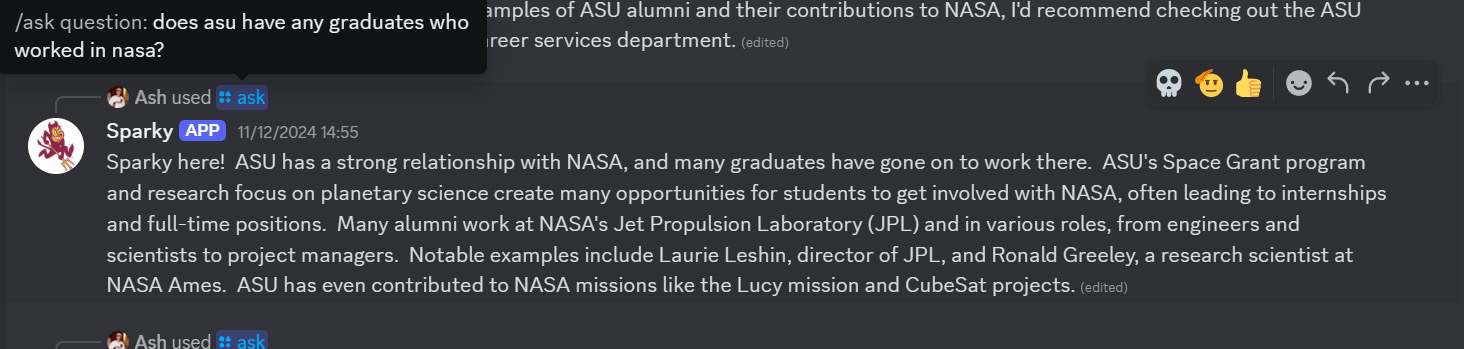 /ask question: does asu have any graduates who
worked in nasa?
amples of ASU alumni and their contributions to NASA, I'd recommend checking out the ASU
reer services department. (edited)
Ash used ask
Sparky APP 11/12/2024 14:55
Sparky here! ASU has a strong relationship with NASA, and many graduates have gone on to work there. ASU's Space Grant program
and research focus on planetary science create many opportunities for students to get involved with NASA, often leading to internships
and full-time positions. Many alumni work at NASA's Jet Propulsion Laboratory (JPL) and in various roles, from engineers and
scientists to project managers. Notable examples include Laurie Leshin, director of JPL, and Ronald Greeley, a research scientist at
NASA Ames. ASU has even contributed to NASA missions like the Lucy mission and CubeSat projects. (edited)
Ash used ask